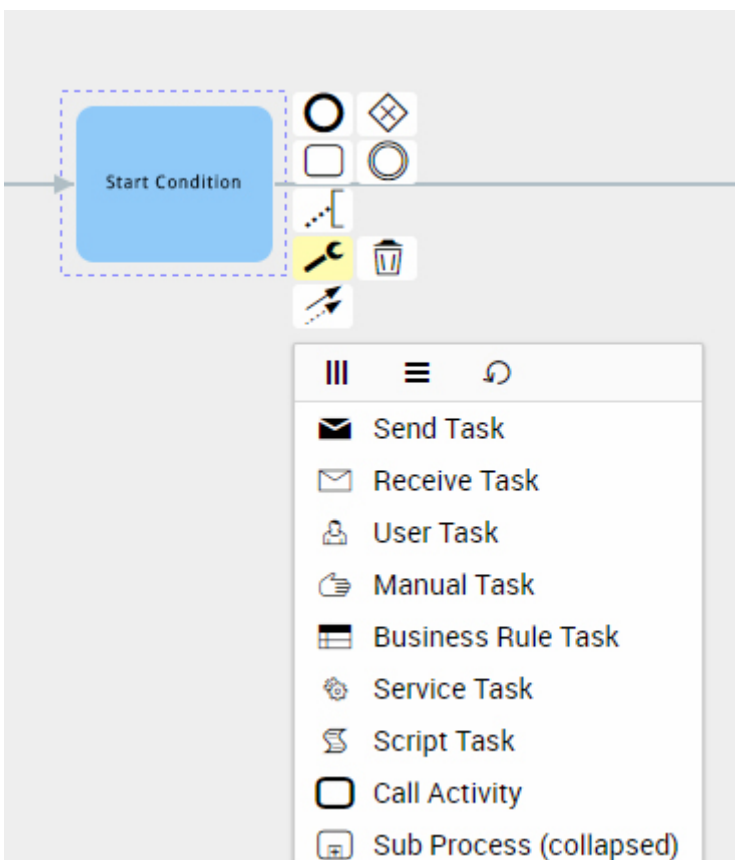 Start Condition
Send Task
Receive Task
User Task
Manual Task
Business Rule Task
Service Task
Script Task
Call Activity
Sub Process (collapsed)